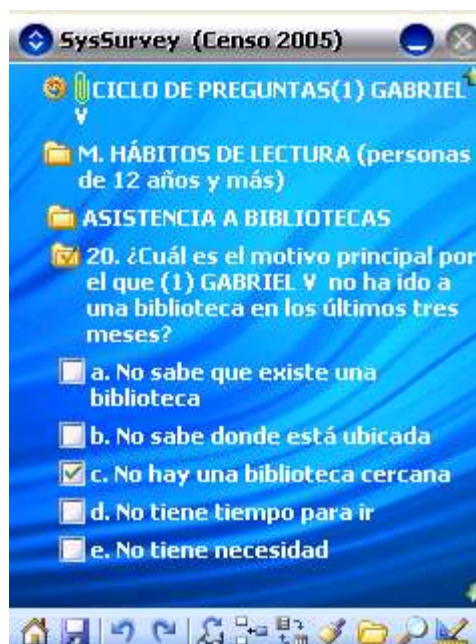 SysSurvey (Censo 2005)
CICLO DE PREGUNTAS(1) GABRIEL
V
M. HÁBITOS DE LECTURA (personas
de 12 años y más)
ASISTENCIA A BIBLIOTECAS
20. ¿Cuál es el motivo principal por
el que (1) GABRIEL V no ha ido a
una biblioteca en los últimos tres
meses?
a. No sabe que existe una
biblioteca
b. No sabe donde está ubicada
c. No hay una biblioteca cercana
d. No tiene tiempo para ir
e. No tiene necesidad